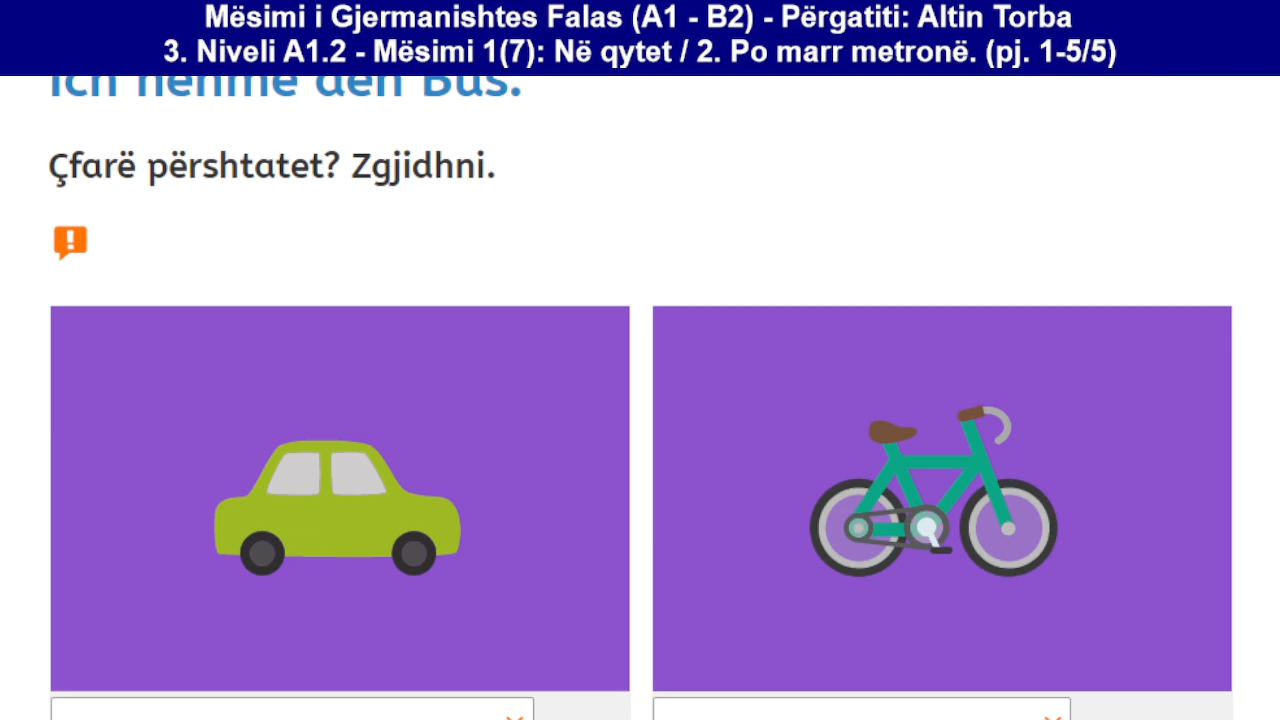 Mësimi i Gjermanishtes Falas (A1 - B2) - Përgatiti: Altin Torba
3. Niveli A1.2 - Mësimi 1(7): Në qytet / 2. Po marr metronë. (pj. 1-5/5)
Ich nehme den Bus.
Çfarë përshtatet? Zgjidhni.